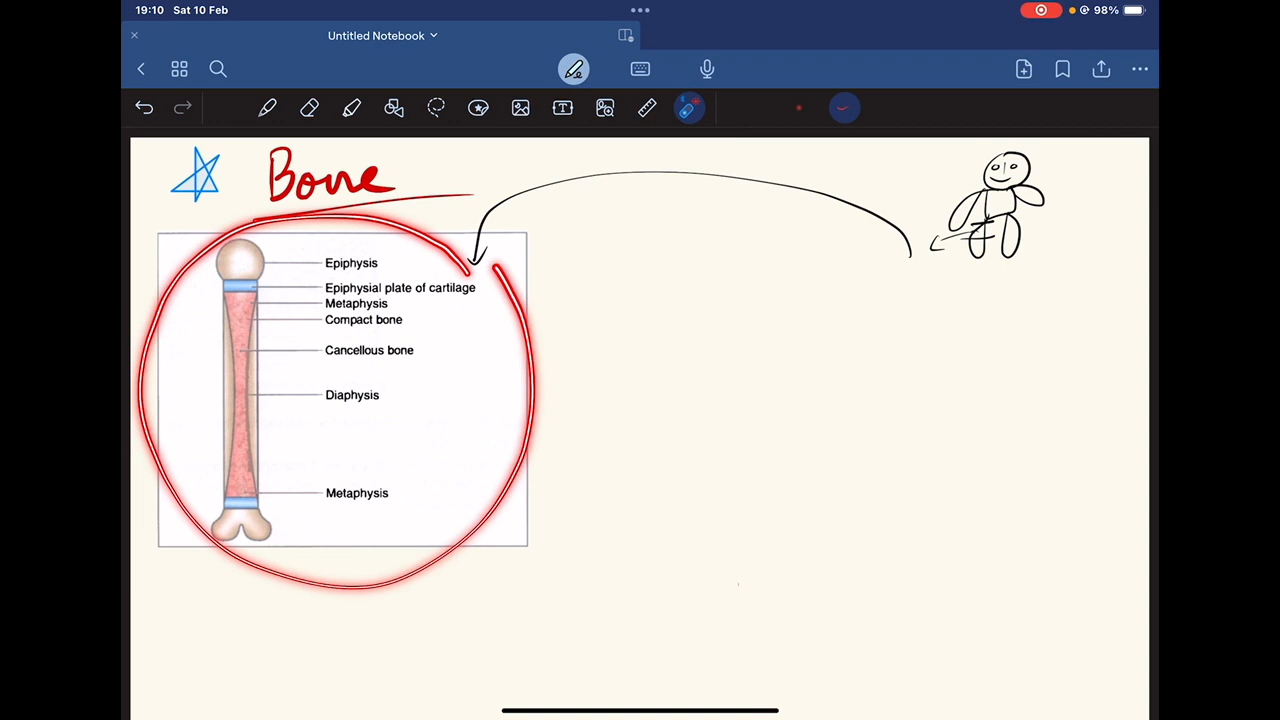 19:10 Sat 10 Feb
98%
Untitled Notebook
Bone
Epiphysis
Epiphysial plate of cartilage
Metaphysis
Compact bone
Cancellous bone
Diaphysis
Metaphysis